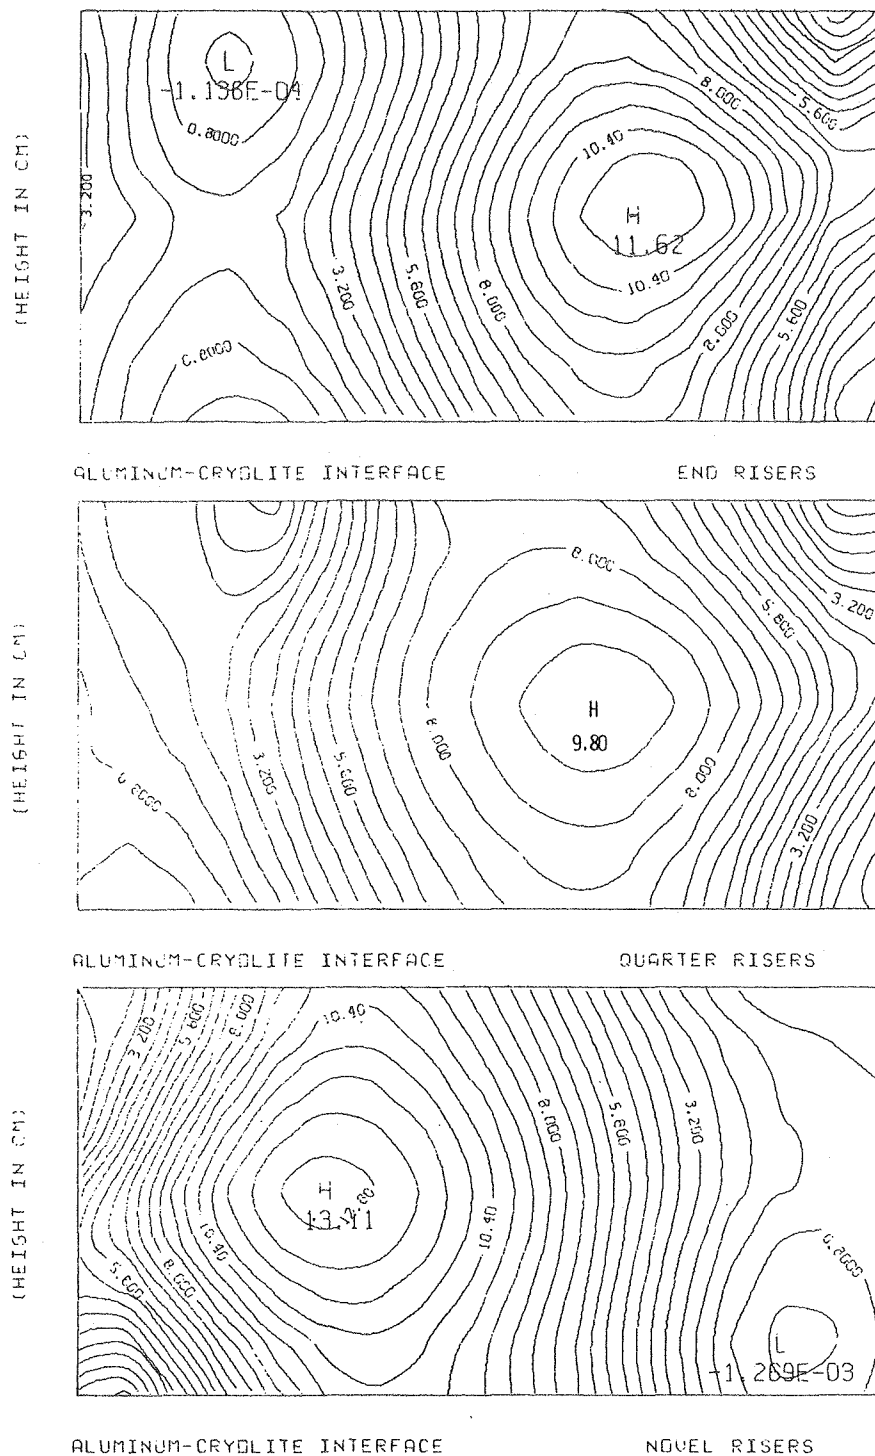 (HEIGHT IN CM)
L
-1.136E-04
0.8000
3.200
8.000
5.600
10.40
H
11.62
10.40
3.200
5.600
8.000
8.000
5.600
0.8000
ALUMINUM-CRYOLITE INTERFACE END RISERS
(HEIGHT IN CM)
8.000
3.200
5.600
H
9.80
8.000
3.200
5.600
8.000
0.8000
3.200
ALUMINUM-CRYOLITE INTERFACE QUARTER RISERS
(HEIGHT IN CM)
3.200
5.600
8.000
10.40
8.000
5.600
3.200
H
12.80
13.11
10.40
10.40
5.600
8.000
0.8000
L
-1.269E-03
ALUMINUM-CRYOLITE INTERFACE NOVEL RISERS